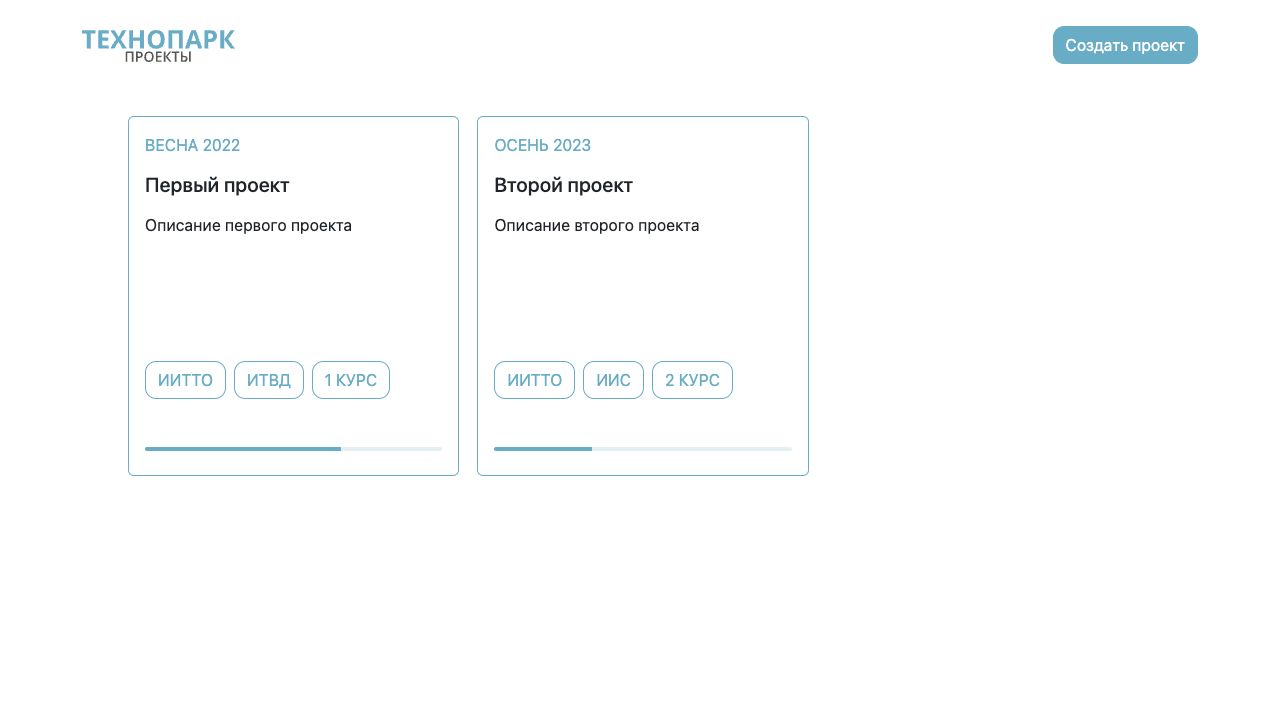 ТЕХНОПАРК
ПРОЕКТЫ
Создать проект
ВЕСНА 2022
Первый проект
Описание первого проекта
ИИТТО ИТВД 1 КУРС
ОСЕНЬ 2023
Второй проект
Описание второго проекта
ИИТТО ИИС 2 КУРС